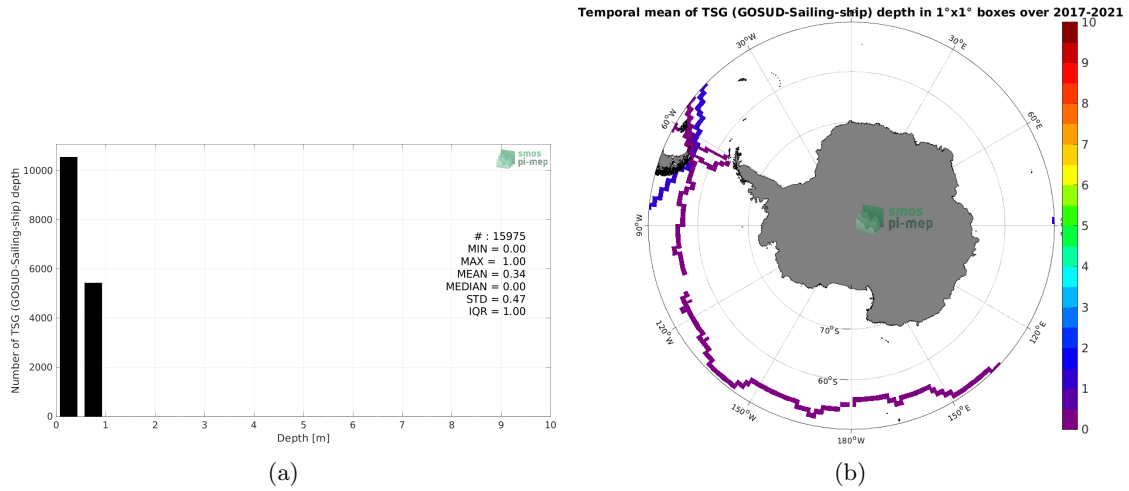 Number of TSG (GOSUD-Sailing-ship) depth
10000
8000
6000
4000
2000
0
smos
pi-mep
# : 15975
MIN = 0.00
MAX = 1.00
MEAN = 0.34
MEDIAN = 0.00
STD = 0.47
IQR = 1.00
0 1 2 3 4 5 6 7 8 9 10
Depth [m]
(a)
Temporal mean of TSG (GOSUD-Sailing-ship) depth in 1°x1° boxes over 2017-2021
30°W
30°E
60°W
60°E
90°W
120°W
120°E
150°W
150°E
180°W
70°S
60°S
smos
pi-mep
10
9
8
7
6
5
4
3
2
1
0
(b)